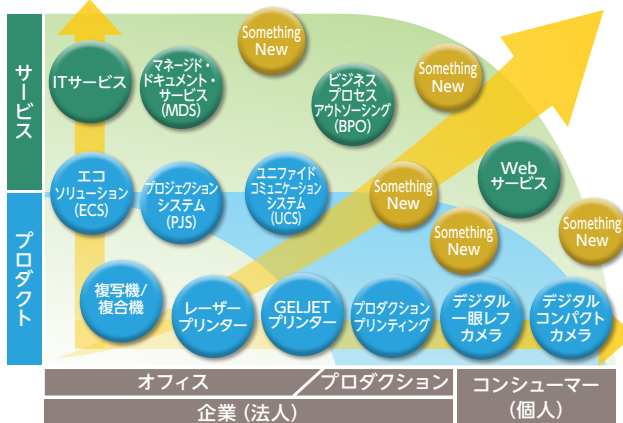 サービス
プロダクト
ITサービス
マネージド・
ドキュメント・
サービス
(MDS)
Something
New
ビジネス
プロセス
アウトソーシング
(BPO)
Something
New
エコ
ソリューション
(ECS)
プロジェクション
システム
(PJS)
ユニファイド
コミュニケーション
システム
(UCS)
Something
New
Web
サービス
Something
New
Something
New
複写機/
複合機
レーザー
プリンター
GELJET
プリンター
プロダクション
プリンティング
デジタル
一眼レフ
カメラ
デジタル
コンパクト
カメラ
オフィス
プロダクション
コンシューマー
(個人)
企業(法人)